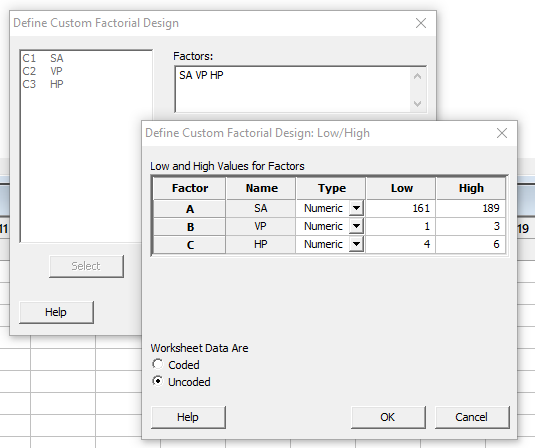 Define Custom Factorial Design
C1 SA
C2 VP
C3 HP
Factors:
SA VP HP
Select
Help
Define Custom Factorial Design: Low/High
Low and High Values for Factors
Factor Name Type Low High
A SA Numeric 161 189
B VP Numeric 1 3
C HP Numeric 4 6
Worksheet Data Are
Coded
Uncoded
Help OK Cancel
11
19